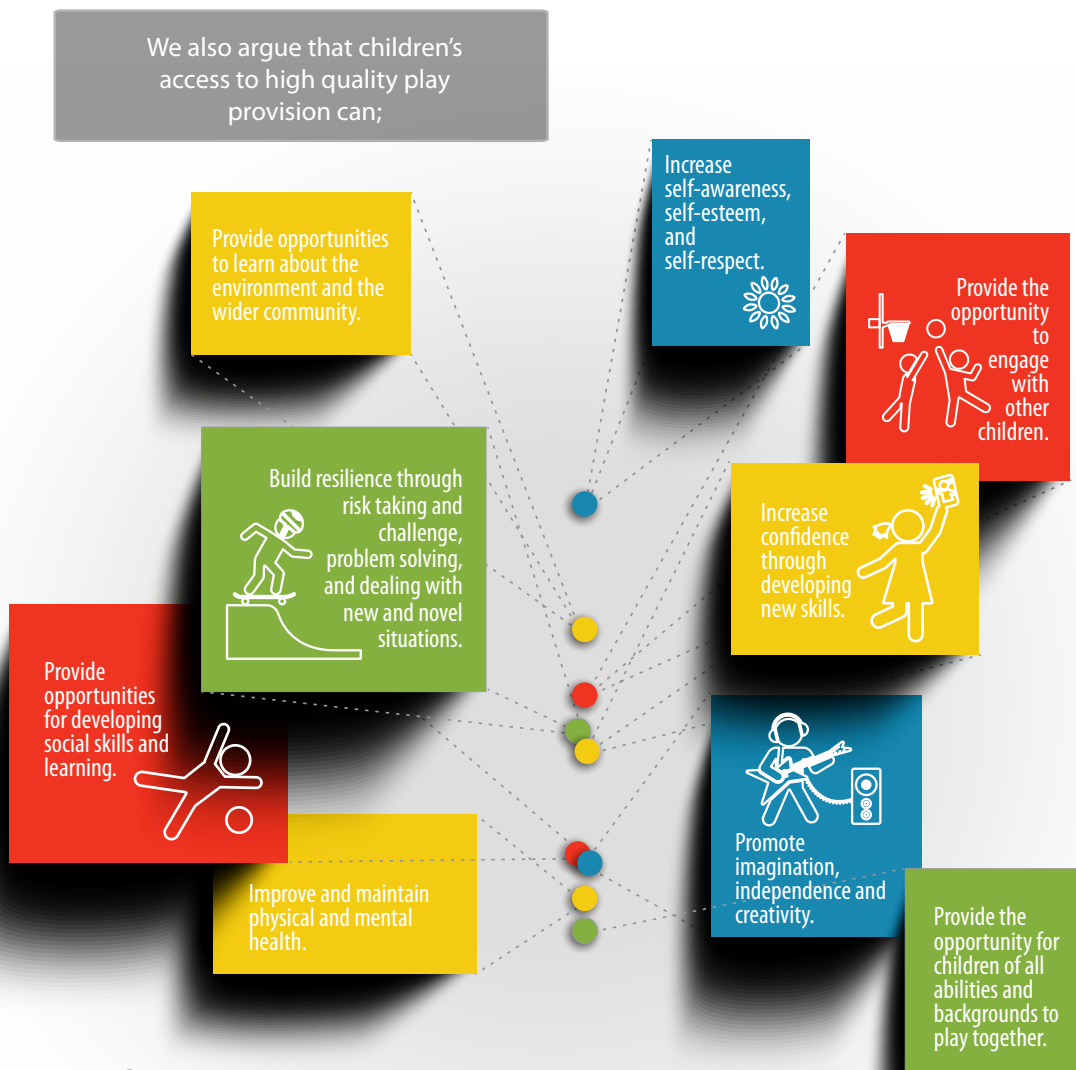 We also argue that children's
access to high quality play
provision can;
Increase
self-awareness,
self-esteem,
and
self-respect.
Provide opportunities
to learn about the
environment and the
wider community.
Provide the
opportunity
to
engage
with
other
children.
Build resilience through
risk taking and
challenge,
problem solving,
and dealing with
new and novel
situations.
Increase
confidence
through
developing
new skills.
Provide
opportunities
for developing
social skills and
learning.
Promote
imagination,
independence and
creativity.
Improve and maintain
physical and mental
health.
Provide the
opportunity for
children of all
abilities and
backgrounds to
play together.